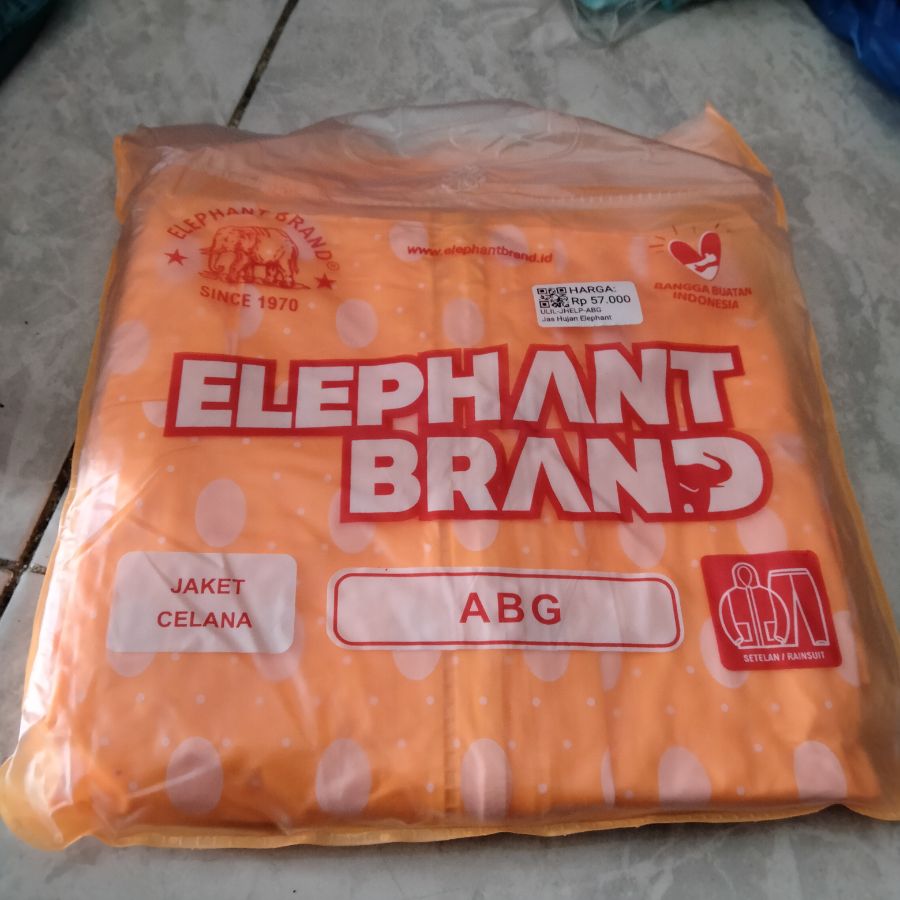 ELEPHANT BRAND®
SINCE 1970
www.elephantbrand.id
BANGGA BUATAN
INDONESIA
HARGA:
Rp 57.000
ULIL-JHELP-ABG
Jas Hujan Elephant
ELEPHANT
BRAND
JAKET
CELANA
ABG
SETELAN / RAINSUIT